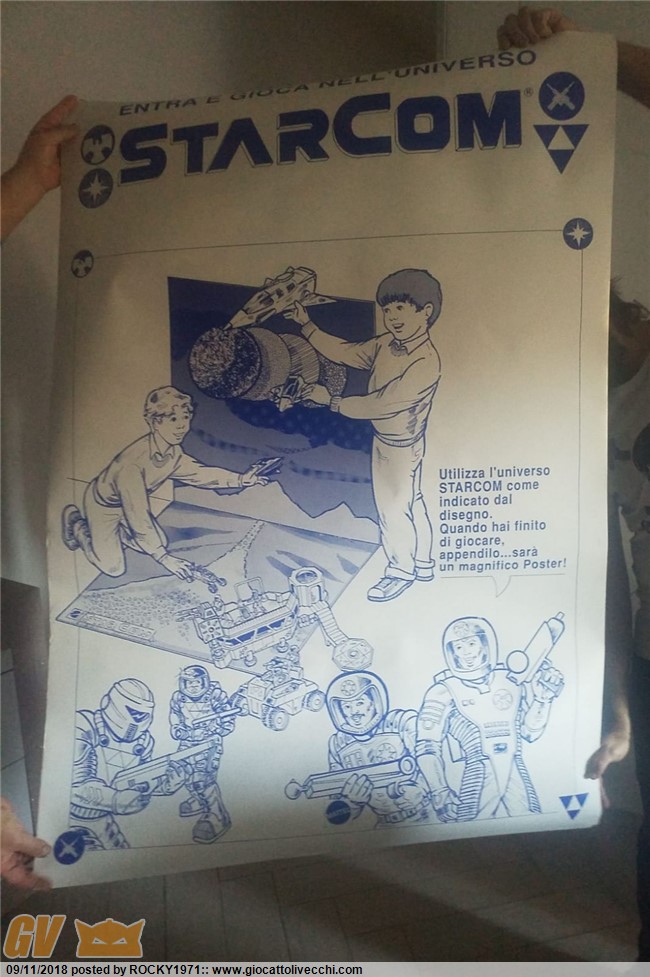 ENTRA E GIOCA NELL'UNIVERSO
STARCOM®
Utilizza l'universo
STARCOM come
indicato dal
disegno.
Quando hai finito
di giocare,
appendilo...sarà
un magnifico Poster!
GV
09/11/2018 posted by ROCKY1971:: www.giocattolivecchi.com